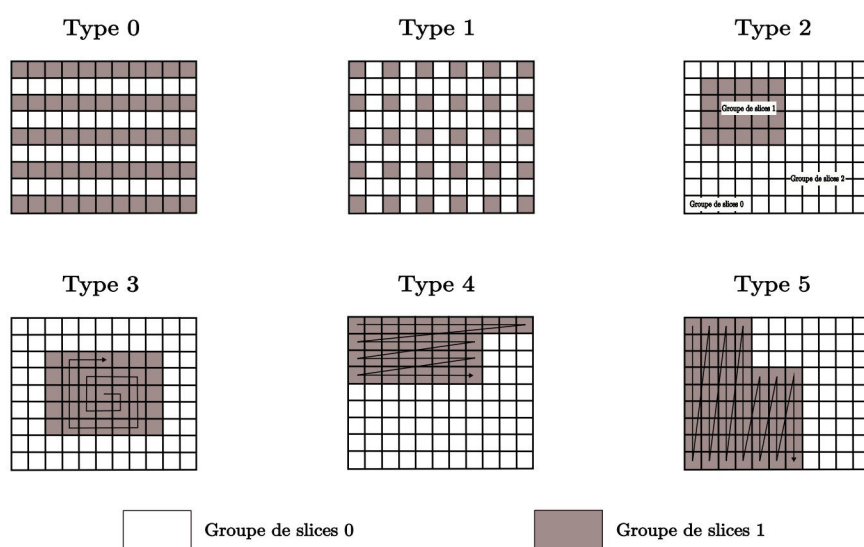 Type 0
Type 1
Type 2
Groupe de slices 1
Groupe de slices 2
Groupe de slices 0
Type 3
Type 4
Type 5
Groupe de slices 0
Groupe de slices 1